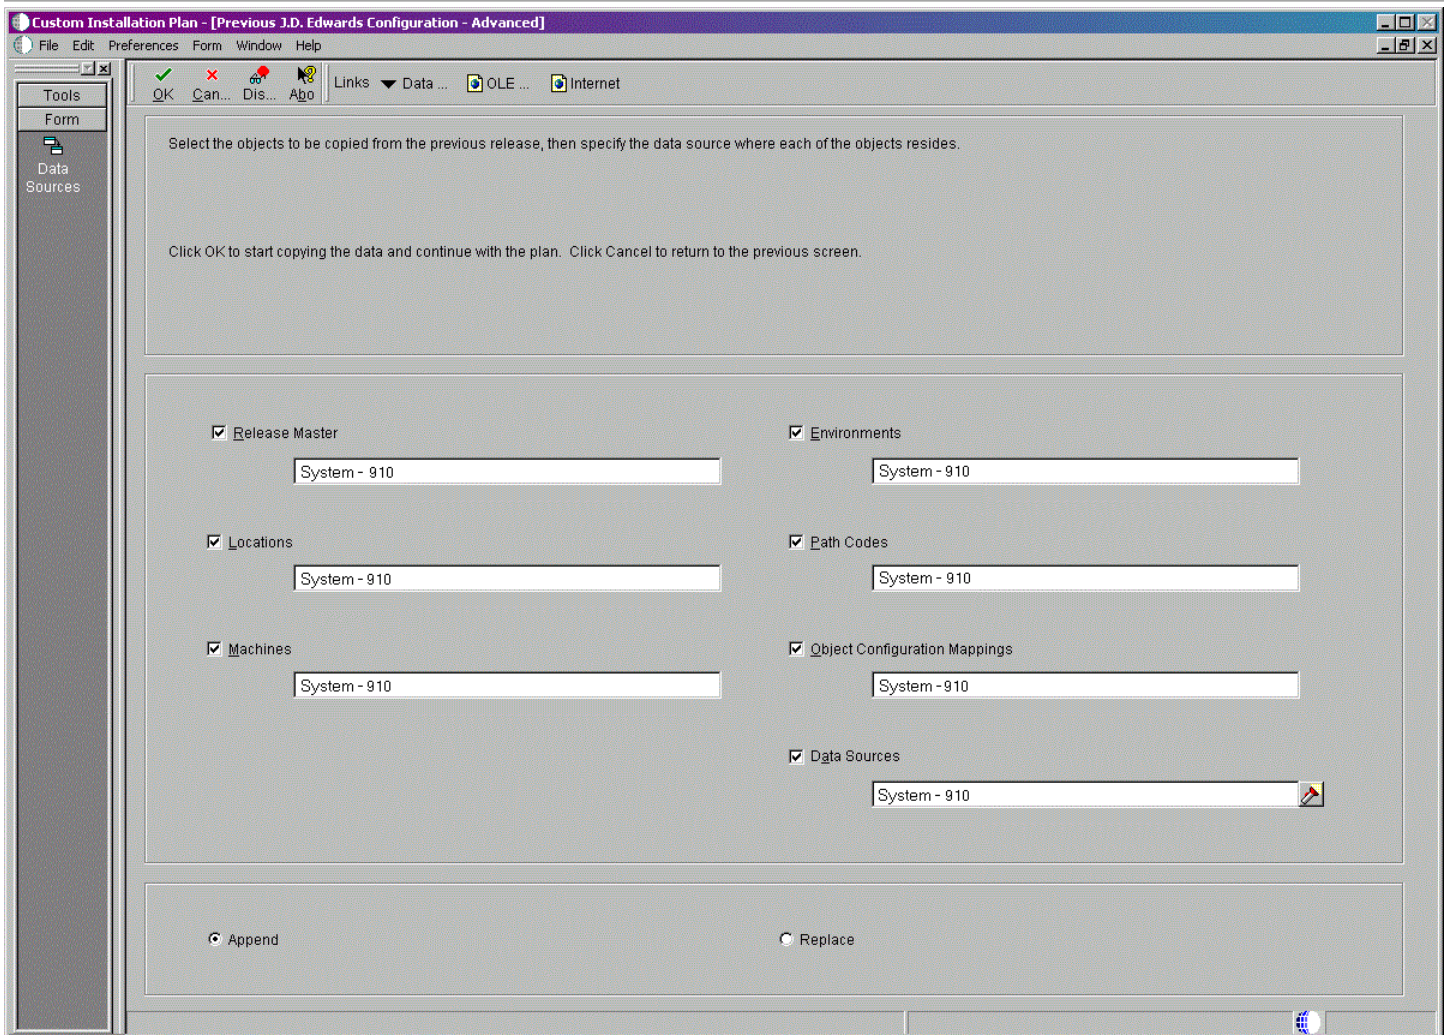 Custom Installation Plan - [Previous J.D. Edwards Configuration - Advanced]
File Edit Preferences Form Window Help
Tools
Form
Data
Sources
OK Can... Dis... Abo Links Data ... OLE ... Internet
Select the objects to be copied from the previous release, then specify the data source where each of the objects resides.
Click OK to start copying the data and continue with the plan. Click Cancel to return to the previous screen.
Release Master Environments
System - 910 System - 910
Locations Path Codes
System - 910 System - 910
Machines Object Configuration Mappings
System - 910 System - 910
Data Sources
System - 910
Append Replace